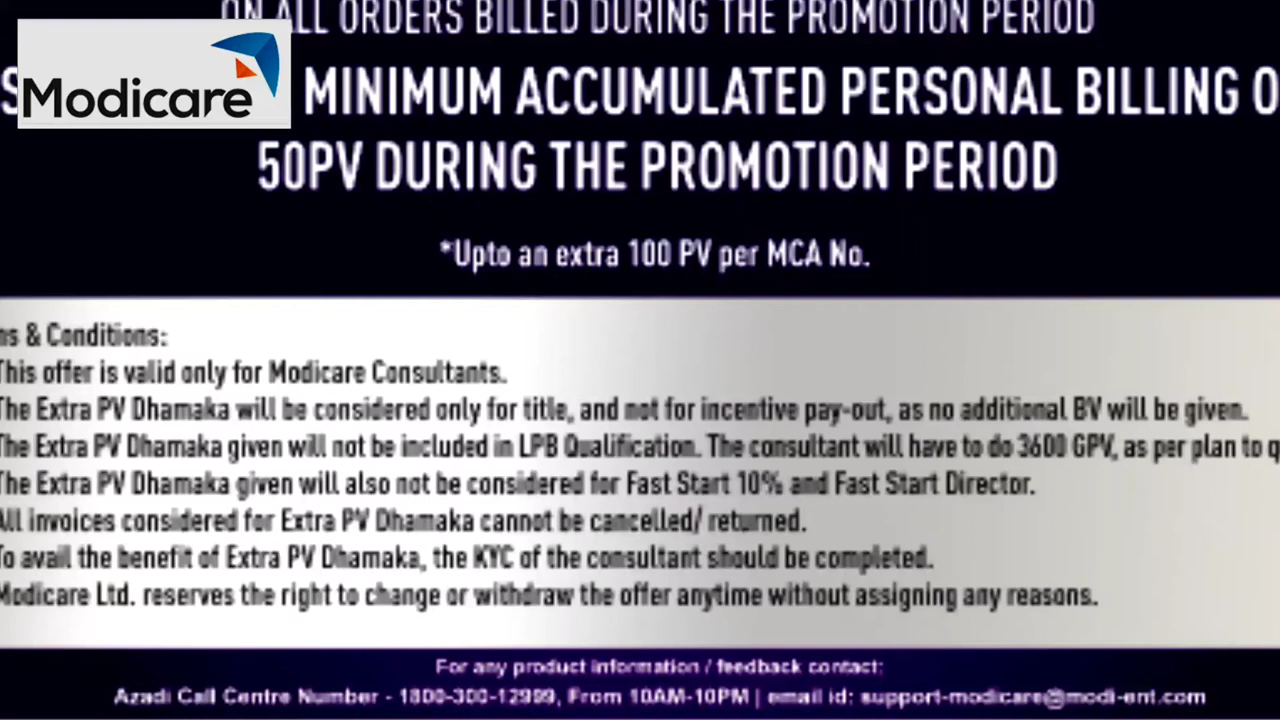 ON ALL ORDERS BILLED DURING THE PROMOTION PERIOD
Modicare
MINIMUM ACCUMULATED PERSONAL BILLING O
50PV DURING THE PROMOTION PERIOD
*Upto an extra 100 PV per MCA No.
ns & Conditions:
This offer is valid only for Modicare Consultants.
The Extra PV Dhamaka will be considered only for title, and not for incentive pay-out, as no additional BV will be given.
The Extra PV Dhamaka given will not be included in LPB Qualification. The consultant will have to do 3600 GPV, as per plan to q
The Extra PV Dhamaka given will also not be considered for Fast Start 10% and Fast Start Director.
All invoices considered for Extra PV Dhamaka cannot be cancelled/ returned.
To avail the benefit of Extra PV Dhamaka, the KYC of the consultant should be completed.
Modicare Ltd. reserves the right to change or withdraw the offer anytime without assigning any reasons.
For any product information / feedback contact:
Azadi Call Centre Number - 1800-300-12999, From 10AM-10PM | email id: support-modicare@modi-ent.com